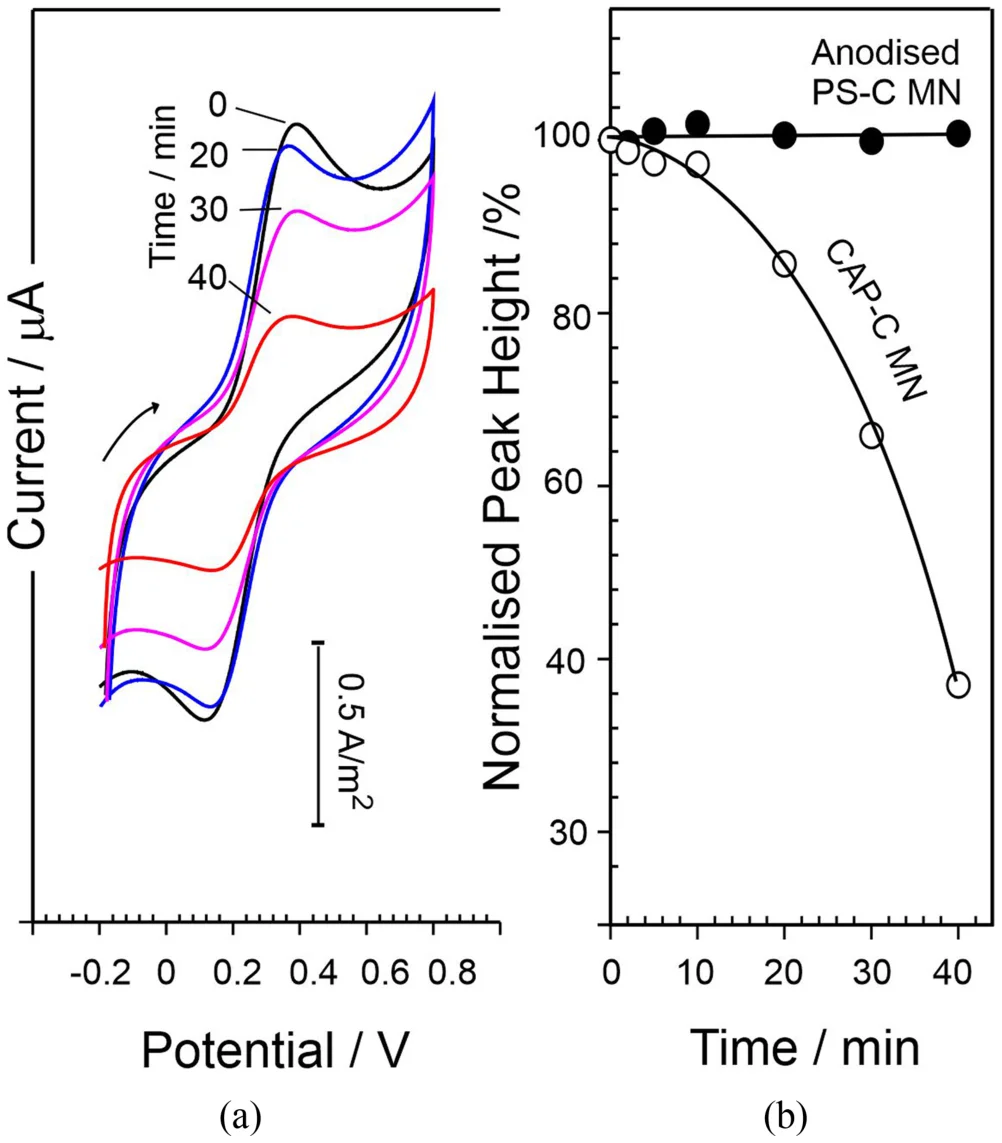 Current / µA
Time / min
0
20
30
40
0.5 A/m2
-0.2 0 0.2 0.4 0.6 0.8
Potential / V
(a)
Normalised Peak Height /%
100
80
60
40
30
Anodised
PS-C MN
CAP-C MN
0 10 20 30 40
Time / min
(b)